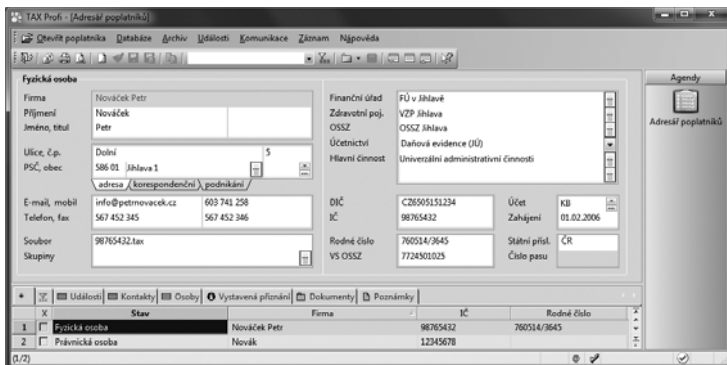 TAX Profi - [Adresář poplatníků]
Otevřít poplatníka Databáze Archiv Události Komunikace Záznam Nápověda
Fyzická osoba
Firma Nováček Petr
Příjmení Nováček
Jméno, titul Petr
Ulice, č.p. Dolní 5
PSČ, obec 586 01 Jihlava 1
adresa korespondenční podnikání
E-mail, mobil info@petrnovacek.cz 603 741 258
Telefon, fax 567 452 345 567 452 346
Soubor 98765432.tax
Skupiny
Finanční úřad FÚ v Jihlavě
Zdravotní poj. VZP Jihlava
OSSZ OSSZ Jihlava
Účetnictví Daňová evidence (JÚ)
Hlavní činnost Univerzální administrativní činnosti
DIČ CZ6505151234 Účet KB
IČ 98765432 Zahájení 01.02.2006
Rodné číslo 760514/3645 Státní přísl. ČR
VS OSSZ 7724501025 Číslo pasu
Agendy
Adresář poplatníků
Události Kontakty Osoby Vystavená přiznání Dokumenty Poznámky
X Stav Firma IČ Rodné číslo
1 Fyzická osoba Nováček Petr 98765432 760514/3645
2 Právnická osoba Novák 12345678
(1/2)